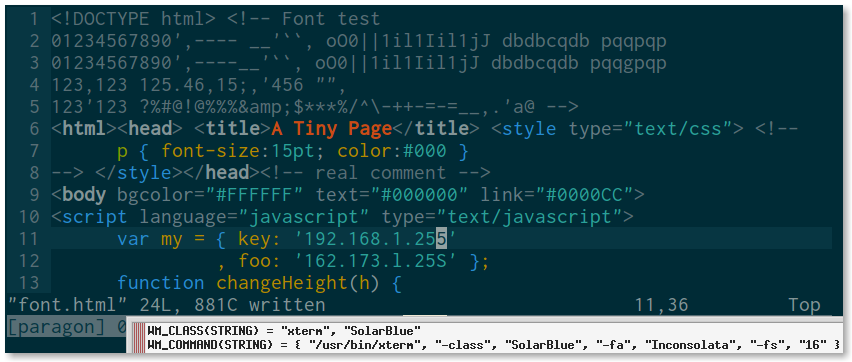 1 <!DOCTYPE html> <!-- Font test
2 01234567890',---- __'``, oO0||1il1Iil1jJ dbdbcqdb pqqpqp
3 01234567890',----__'``, oO0||1il1Iil1jJ dbdbcqdb pqqgpqp
4 123,123 125.46,15;,'456 "",
5 123'123 ?%#@!@%%%&amp;$***%/^\-++-=-=__,.'a@ -->
6 <html><head> <title>A Tiny Page</title> <style type="text/css"> <!--
7 p { font-size:15pt; color:#000 }
8 --> </style></head><!-- real comment -->
9 <body bgcolor="#FFFFFF" text="#000000" link="#0000CC">
10 <script language="javascript" type="text/javascript">
11 var my = { key: '192.168.1.255'
12 , foo: '162.173.l.25S' };
13 function changeHeight(h) {
"font.html" 24L, 881C written 11,36 Top
[paragon] 0
WM_CLASS(STRING) = "xterm", "SolarBlue"
WM_COMMAND(STRING) = { "/usr/bin/xterm", "-class", "SolarBlue", "-fa", "Inconsolata", "-fs", "16" }